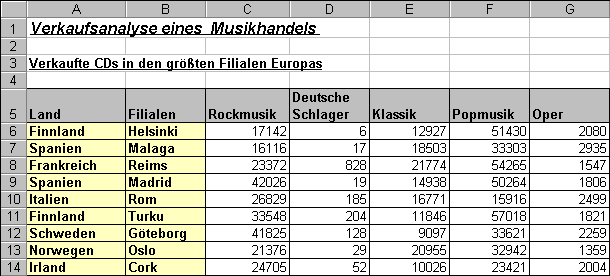 A B C D E F G
1 Verkaufsanalyse eines Musikhandels
2
3 Verkaufte CDs in den größten Filialen Europas
4
5 Land Filialen Rockmusik Deutsche Schlager Klassik Popmusik Oper
6 Finnland Helsinki 17142 6 12927 51430 2080
7 Spanien Malaga 16116 17 18503 33303 2935
8 Frankreich Reims 23372 828 21774 54265 1547
9 Spanien Madrid 42026 19 14938 50264 1806
10 Italien Rom 26829 185 16771 15916 2499
11 Finnland Turku 33548 204 11846 57018 1821
12 Schweden Göteborg 41825 128 9097 33621 2259
13 Norwegen Oslo 21376 29 20955 32942 1359
14 Irland Cork 24705 52 10026 23421 2004